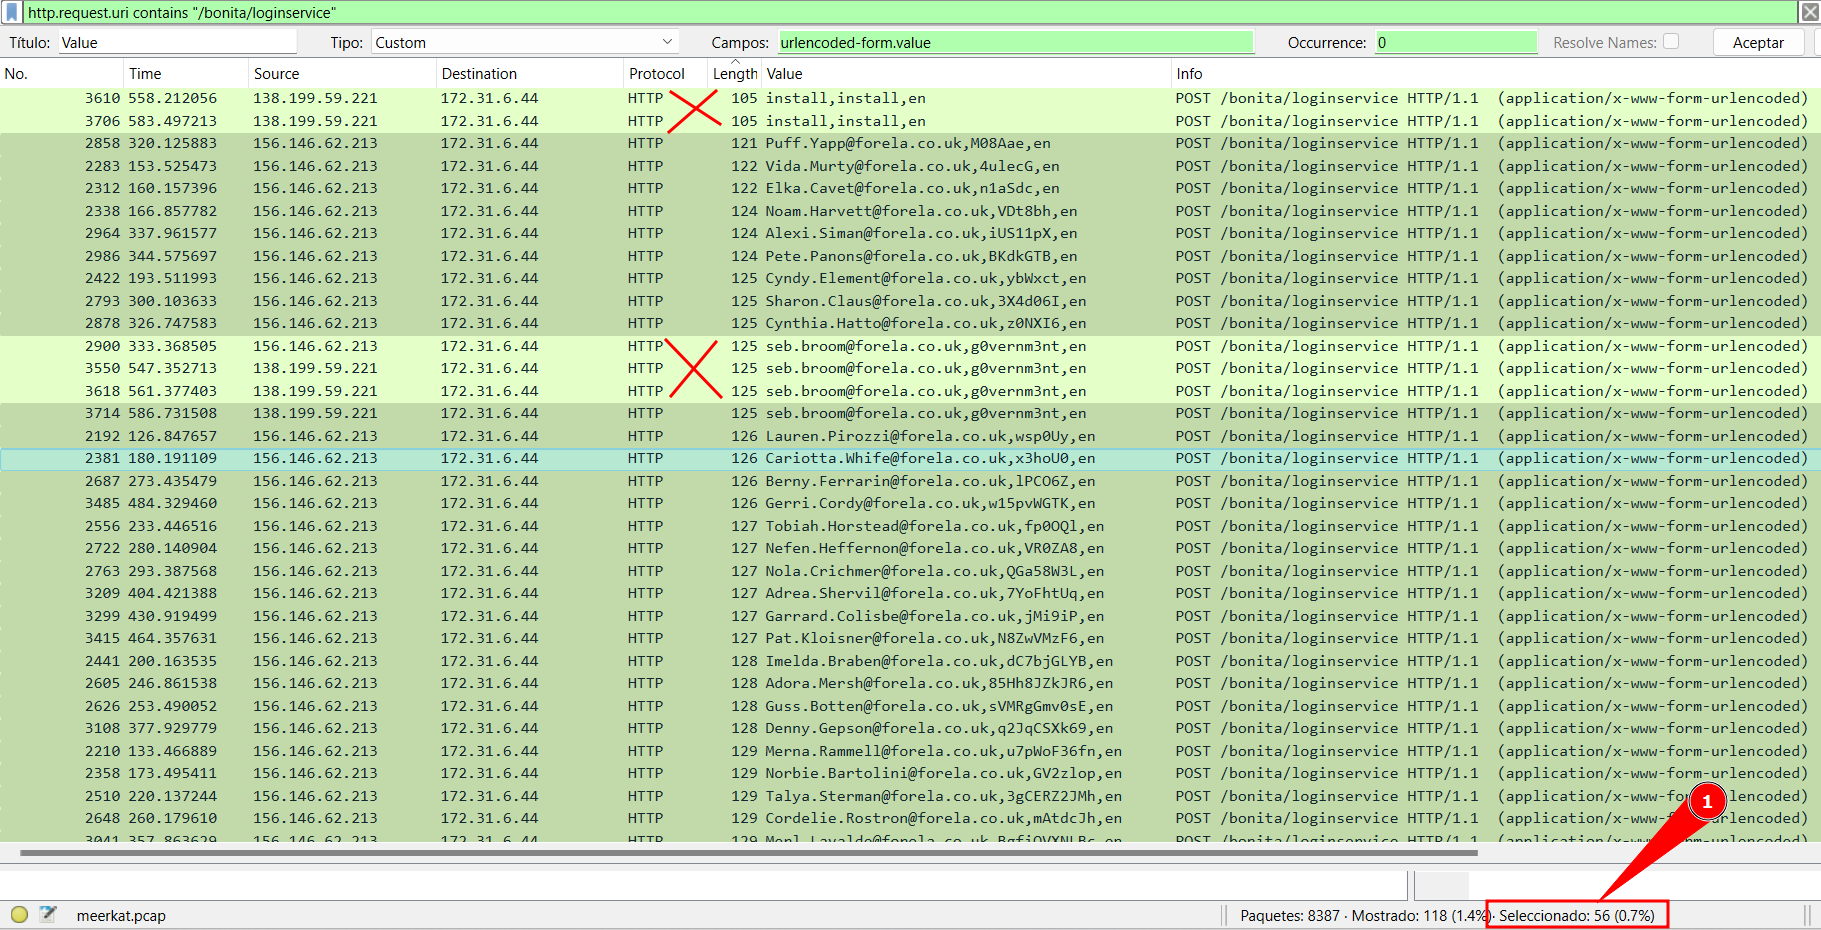 http.request.uri contains "/bonita/loginservice"
Título: Value Tipo: Custom Campos: urlencoded-form.value Occurrence: 0 Resolve Names: Aceptar
No. Time Source Destination Protocol Length Value Info
3610 558.212056 138.199.59.221 172.31.6.44 HTTP 105 install,install,en POST /bonita/loginservice HTTP/1.1 (application/x-www-form-urlencoded)
3706 583.497213 138.199.59.221 172.31.6.44 HTTP 105 install,install,en POST /bonita/loginservice HTTP/1.1 (application/x-www-form-urlencoded)
2858 320.125883 156.146.62.213 172.31.6.44 HTTP 121 Puff.Yapp@forela.co.uk,M08Aae,en POST /bonita/loginservice HTTP/1.1 (application/x-www-form-urlencoded)
2283 153.525473 156.146.62.213 172.31.6.44 HTTP 122 Vida.Murty@forela.co.uk,4ulecG,en POST /bonita/loginservice HTTP/1.1 (application/x-www-form-urlencoded)
2312 160.157396 156.146.62.213 172.31.6.44 HTTP 122 Elka.Cavet@forela.co.uk,n1aSdc,en POST /bonita/loginservice HTTP/1.1 (application/x-www-form-urlencoded)
2338 166.857782 156.146.62.213 172.31.6.44 HTTP 124 Noam.Harvett@forela.co.uk,VDt8bh,en POST /bonita/loginservice HTTP/1.1 (application/x-www-form-urlencoded)
2964 337.961577 156.146.62.213 172.31.6.44 HTTP 124 Alexi.Siman@forela.co.uk,iUS11pX,en POST /bonita/loginservice HTTP/1.1 (application/x-www-form-urlencoded)
2986 344.575697 156.146.62.213 172.31.6.44 HTTP 124 Pete.Panons@forela.co.uk,BKdkGTB,en POST /bonita/loginservice HTTP/1.1 (application/x-www-form-urlencoded)
2422 193.511993 156.146.62.213 172.31.6.44 HTTP 125 Cyndy.Element@forela.co.uk,ybWxct,en POST /bonita/loginservice HTTP/1.1 (application/x-www-form-urlencoded)
2793 300.103633 156.146.62.213 172.31.6.44 HTTP 125 Sharon.Claus@forela.co.uk,3X4d06I,en POST /bonita/loginservice HTTP/1.1 (application/x-www-form-urlencoded)
2878 326.747583 156.146.62.213 172.31.6.44 HTTP 125 Cynthia.Hatto@forela.co.uk,z0NXI6,en POST /bonita/loginservice HTTP/1.1 (application/x-www-form-urlencoded)
2900 333.368505 156.146.62.213 172.31.6.44 HTTP 125 seb.broom@forela.co.uk,g0vernm3nt,en POST /bonita/loginservice HTTP/1.1 (application/x-www-form-urlencoded)
3550 547.352713 138.199.59.221 172.31.6.44 HTTP 125 seb.broom@forela.co.uk,g0vernm3nt,en POST /bonita/loginservice HTTP/1.1 (application/x-www-form-urlencoded)
3618 561.377403 138.199.59.221 172.31.6.44 HTTP 125 seb.broom@forela.co.uk,g0vernm3nt,en POST /bonita/loginservice HTTP/1.1 (application/x-www-form-urlencoded)
3714 586.731508 138.199.59.221 172.31.6.44 HTTP 125 seb.broom@forela.co.uk,g0vernm3nt,en POST /bonita/loginservice HTTP/1.1 (application/x-www-form-urlencoded)
2192 126.847657 156.146.62.213 172.31.6.44 HTTP 126 Lauren.Pirozzi@forela.co.uk,wsp0Uy,en POST /bonita/loginservice HTTP/1.1 (application/x-www-form-urlencoded)
2381 180.191109 156.146.62.213 172.31.6.44 HTTP 126 Cariotta.Whife@forela.co.uk,x3hoU0,en POST /bonita/loginservice HTTP/1.1 (application/x-www-form-urlencoded)
2687 273.435479 156.146.62.213 172.31.6.44 HTTP 126 Berny.Ferrarin@forela.co.uk,lPCO6Z,en POST /bonita/loginservice HTTP/1.1 (application/x-www-form-urlencoded)
3485 484.329460 156.146.62.213 172.31.6.44 HTTP 126 Gerri.Cordy@forela.co.uk,w15pvWGTK,en POST /bonita/loginservice HTTP/1.1 (application/x-www-form-urlencoded)
2556 233.446516 156.146.62.213 172.31.6.44 HTTP 127 Tobiah.Horstead@forela.co.uk,fp0OQl,en POST /bonita/loginservice HTTP/1.1 (application/x-www-form-urlencoded)
2722 280.140904 156.146.62.213 172.31.6.44 HTTP 127 Nefen.Heffernon@forela.co.uk,VR0ZA8,en POST /bonita/loginservice HTTP/1.1 (application/x-www-form-urlencoded)
2763 293.387568 156.146.62.213 172.31.6.44 HTTP 127 Nola.Crichmer@forela.co.uk,QGa58W3L,en POST /bonita/loginservice HTTP/1.1 (application/x-www-form-urlencoded)
3209 404.421388 156.146.62.213 172.31.6.44 HTTP 127 Adrea.Shervil@forela.co.uk,7YoFhtUq,en POST /bonita/loginservice HTTP/1.1 (application/x-www-form-urlencoded)
3299 430.919499 156.146.62.213 172.31.6.44 HTTP 127 Garrard.Colisbe@forela.co.uk,jMi9iP,en POST /bonita/loginservice HTTP/1.1 (application/x-www-form-urlencoded)
3415 464.357631 156.146.62.213 172.31.6.44 HTTP 127 Pat.Kloisner@forela.co.uk,N8ZwVMzF6,en POST /bonita/loginservice HTTP/1.1 (application/x-www-form-urlencoded)
2441 200.163535 156.146.62.213 172.31.6.44 HTTP 128 Imelda.Braben@forela.co.uk,dC7bjGLYB,en POST /bonita/loginservice HTTP/1.1 (application/x-www-form-urlencoded)
2605 246.861538 156.146.62.213 172.31.6.44 HTTP 128 Adora.Mersh@forela.co.uk,85Hh8JZkJR6,en POST /bonita/loginservice HTTP/1.1 (application/x-www-form-urlencoded)
2626 253.490052 156.146.62.213 172.31.6.44 HTTP 128 Guss.Botten@forela.co.uk,sVMRgGmv0sE,en POST /bonita/loginservice HTTP/1.1 (application/x-www-form-urlencoded)
3108 377.929779 156.146.62.213 172.31.6.44 HTTP 128 Denny.Gepson@forela.co.uk,q2JqCSXk69,en POST /bonita/loginservice HTTP/1.1 (application/x-www-form-urlencoded)
2210 133.466889 156.146.62.213 172.31.6.44 HTTP 129 Merna.Rammell@forela.co.uk,u7pWoF36fn,en POST /bonita/loginservice HTTP/1.1 (application/x-www-form-urlencoded)
2358 173.495411 156.146.62.213 172.31.6.44 HTTP 129 Norbie.Bartolini@forela.co.uk,GV2zlop,en POST /bonita/loginservice HTTP/1.1 (application/x-www-form-urlencoded)
2510 220.137244 156.146.62.213 172.31.6.44 HTTP 129 Talya.Sterman@forela.co.uk,3gCERZ2JMh,en POST /bonita/loginservice HTTP/1.1 (application/x-www-form-urlencoded)
2648 260.179610 156.146.62.213 172.31.6.44 HTTP 129 Cordelie.Rostron@forela.co.uk,mAtdcJh,en POST /bonita/loginservice HTTP/1.1 (application/x-www-form-urlencoded)
3041 357.863629 156.146.62.213 172.31.6.44 HTTP 129 POST /bonita/loginservice HTTP/1.1
1
meerkat.pcap Paquetes: 8387 · Mostrado: 118 (1.4%) · Seleccionado: 56 (0.7%)